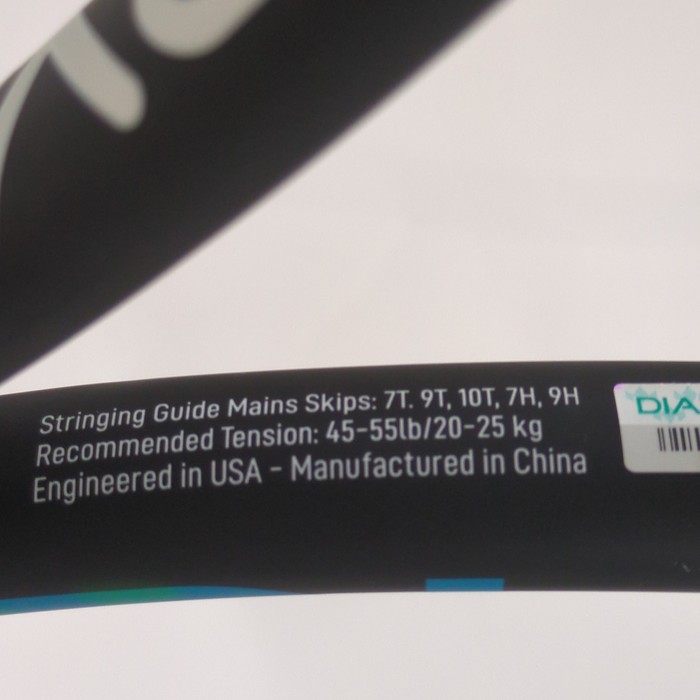 Stringing Guide Mains Skips: 7T. 9T, 10T, 7H, 9H
Recommended Tension: 45-55lb/20-25 kg
Engineered in USA - Manufactured in China
DIA